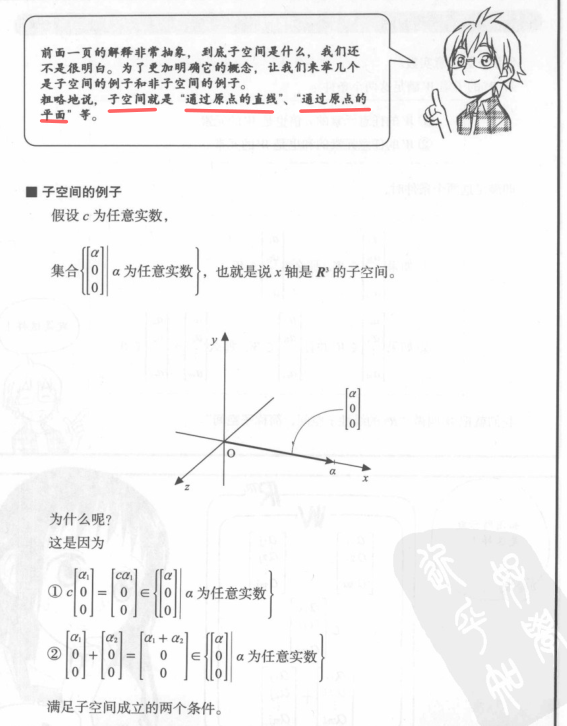 前面一页的解释非常抽象，到底子空间是什么，我们还
不是很明白。为了更加明确它的概念，让我们来举几个
是子空间的例子和非子空间的例子。
粗略地说，子空间就是“通过原点的直线”、“通过原点的
平面”等。
■ 子空间的例子
假设 c 为任意实数，
集合{[α 0 0] | α 为任意实数}，也就是说 x 轴是 R³ 的子空间。
y
[α 0 0]
O
α
x
z
为什么呢?
这是因为
① c[α₁ 0 0] = [cα₁ 0 0] ∈ {[α 0 0] | α 为任意实数}
② [α₁ 0 0] + [α₂ 0 0] = [α₁ + α₂ 0 0] ∈ {[α 0 0] | α 为任意实数}
满足子空间成立的两个条件。